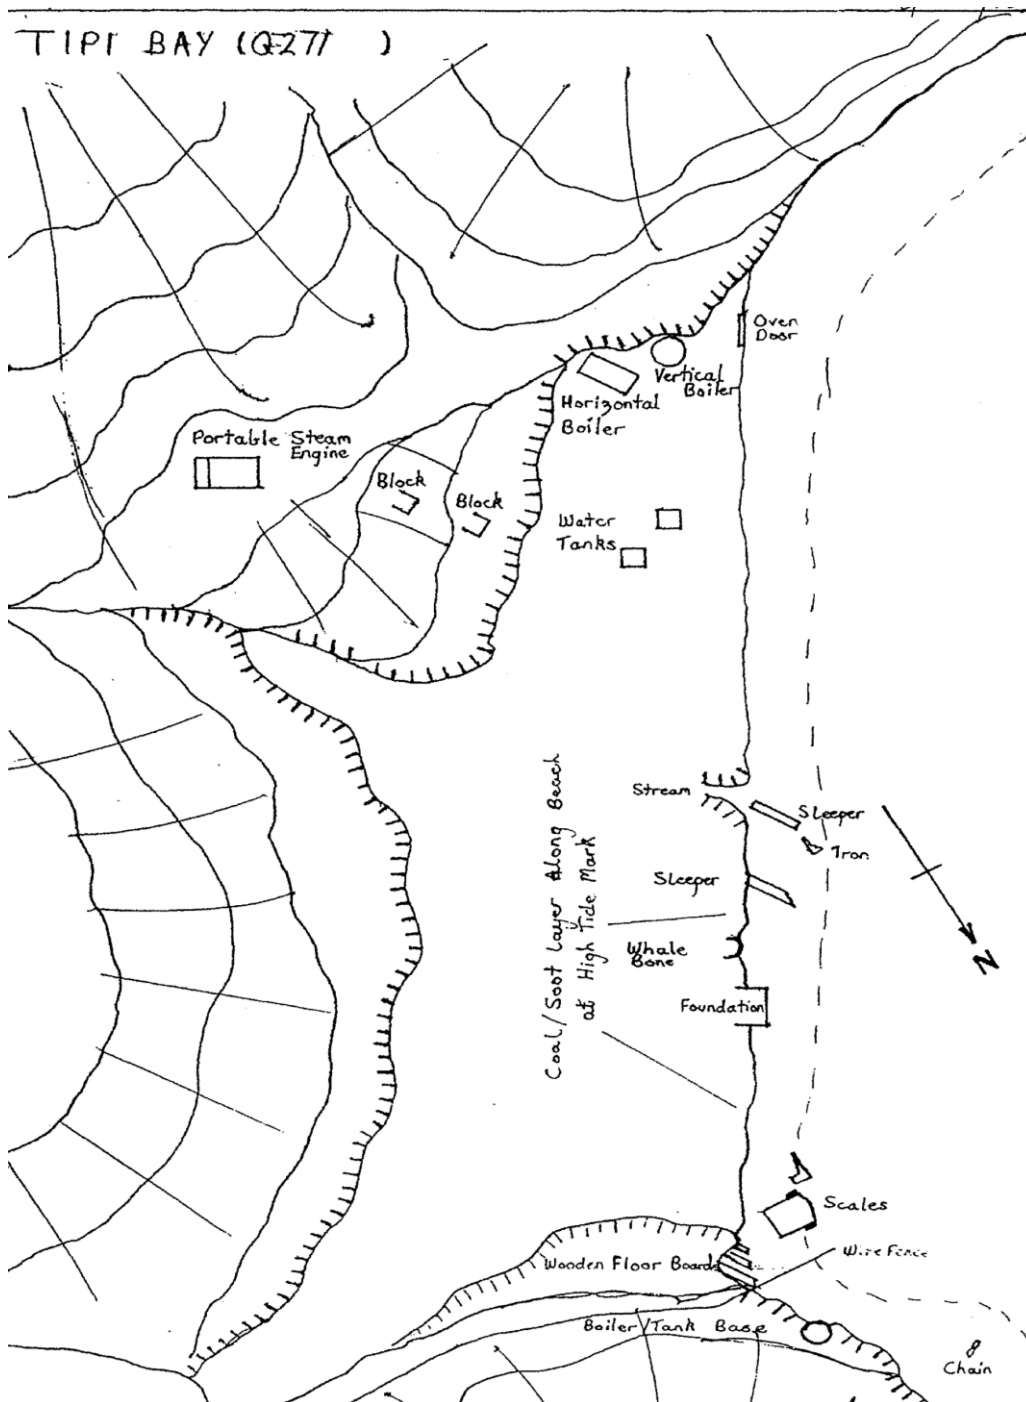 TIPI BAY (Q271 )
Oven
Door
Vertical
Boiler
Horizontal
Boiler
Portable Steam
Engine
Block
Block
Water
Tanks
Stream
Sleeper
Iron
Sleeper
Coal/Soot Layer Along Beach
at High Tide Mark
Whale
Bone
Foundation
N
Scales
Wire Fence
Wooden Floor Boards
Boiler/Tank Base
Chain